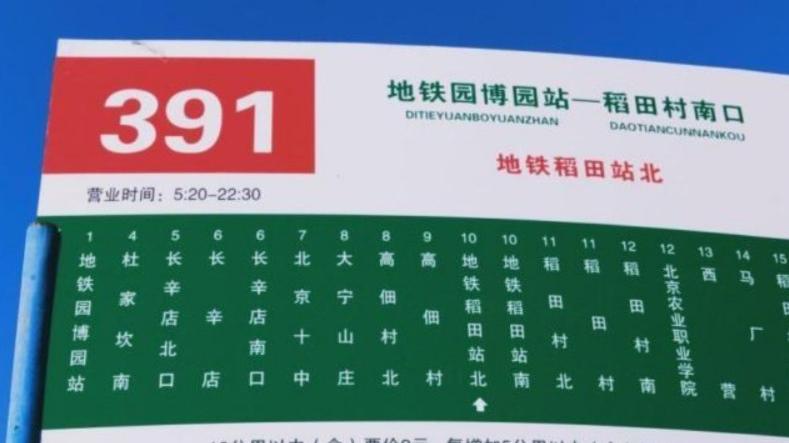 391
地铁园博园站—稻田村南口
DITIEYUANBOYUANZHAN DAOTIANCUNNANKOU
地铁稻田站北
营业时间：5:20-22:30
1 地铁园博园站
4 杜家坎南
5 长辛店北口
6 长辛店
6 长辛店南口
7 北京十中
8 大宁山庄
8 高佃村北
9 高佃村
10 地铁稻田站北
10 地铁稻田站南
11 稻田村北
11 稻田村
12 稻田村南
12 北京农业职业学院
13 西营
14 马厂村
15